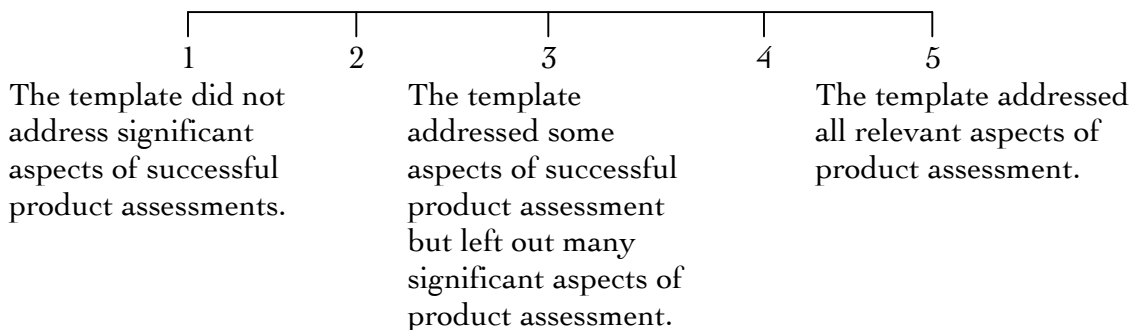 1 2 3 4 5
The template did not
address significant
aspects of successful
product assessments.
The template
addressed some
aspects of successful
product assessment
but left out many
significant aspects of
product assessment.
The template addressed
all relevant aspects of
product assessment.